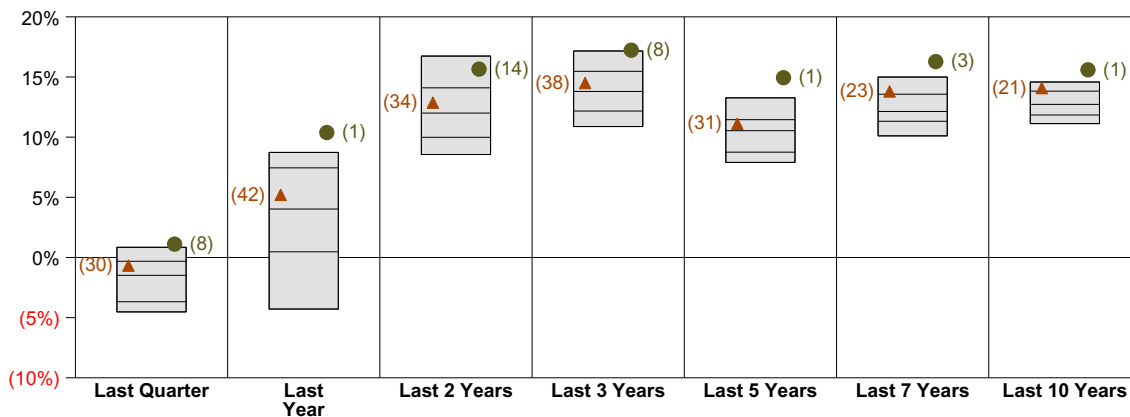 20%
15%
10%
5%
0%
(5%)
(10%)
(30)
(8)
(42)
(1)
(34)
(14)
(38)
(8)
(31)
(1)
(23)
(3)
(21)
(1)
Last Quarter
Last
Year
Last 2 Years
Last 3 Years
Last 5 Years
Last 7 Years
Last 10 Years